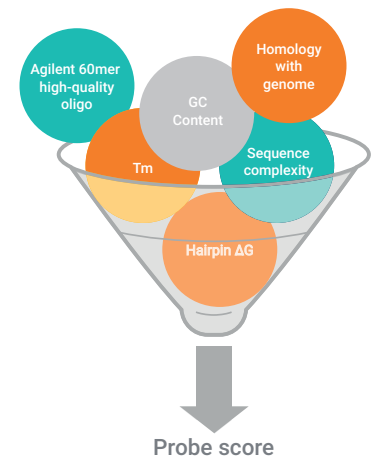 Homology
with
genome
Agilent 60mer
high-quality
oligo
GC
Content
Tm
Sequence
complexity
Hairpin ΔG
Probe score